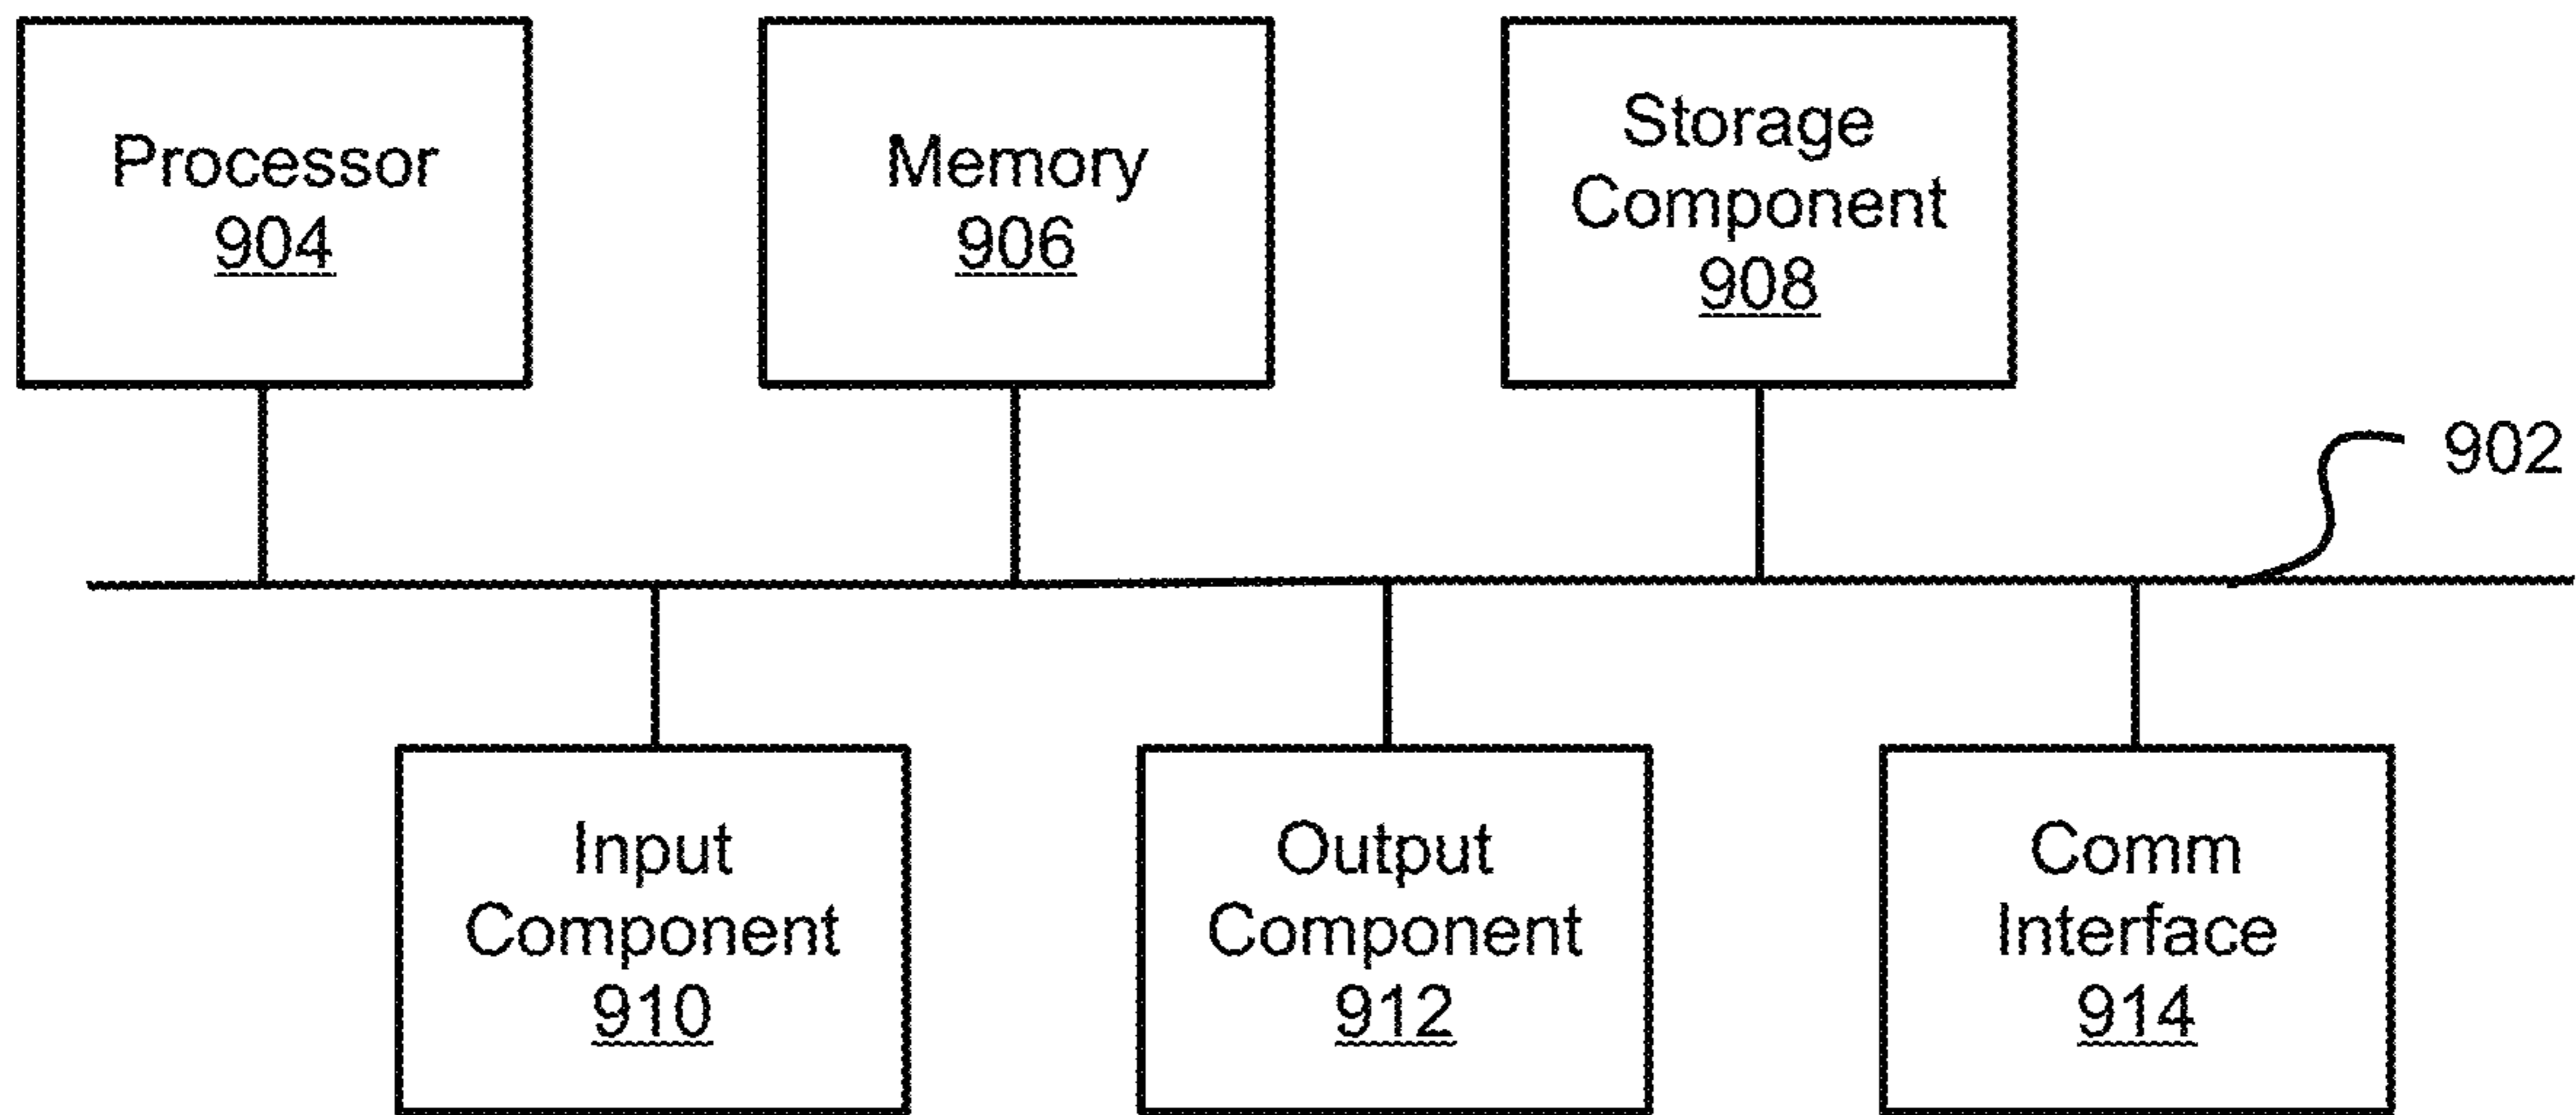 Processor
904
Memory
906
Storage
Component
908
902
Input
Component
910
Output
Component
912
Comm
Interface
914